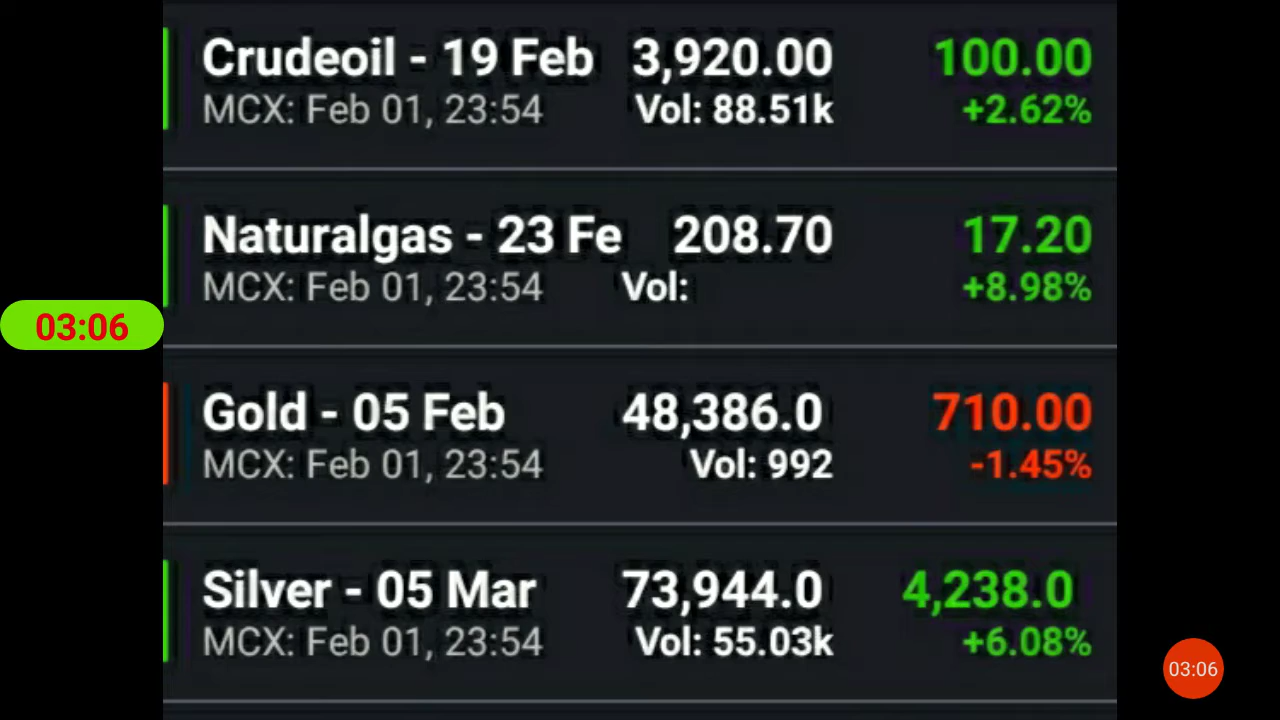 Crudeoil - 19 Feb 3,920.00 100.00
MCX: Feb 01, 23:54 Vol: 88.51k +2.62%
Naturalgas - 23 Fe 208.70 17.20
MCX: Feb 01, 23:54 Vol: +8.98%
03:06
Gold - 05 Feb 48,386.0 710.00
MCX: Feb 01, 23:54 Vol: 992 -1.45%
Silver - 05 Mar 73,944.0 4,238.0
MCX: Feb 01, 23:54 Vol: 55.03k +6.08%
03:06